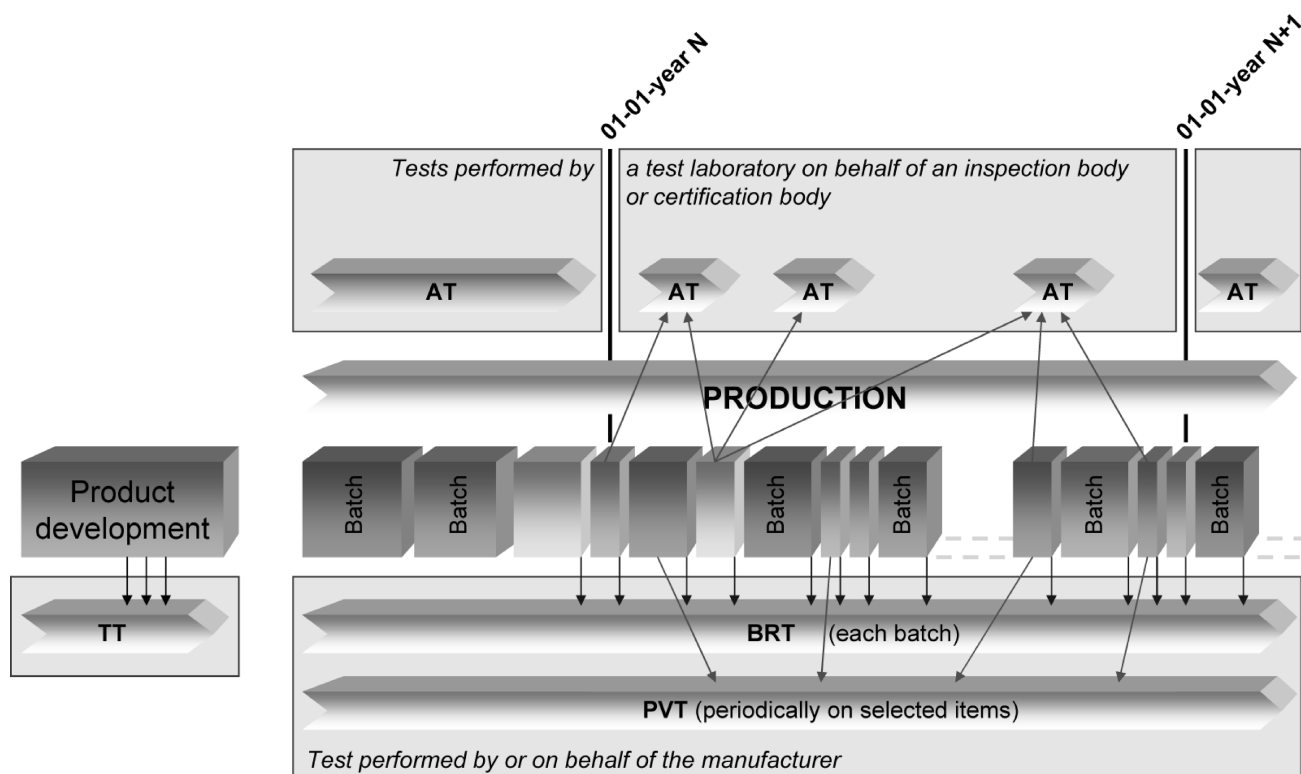 01-01-year N
01-01-year N+1
Tests performed by
a test laboratory on behalf of an inspection body
or certification body
AT
AT
AT
AT
AT
PRODUCTION
Product
development
Batch
Batch
Batch
Batch
Batch
Batch
TT
BRT (each batch)
PVT (periodically on selected items)
Test performed by or on behalf of the manufacturer